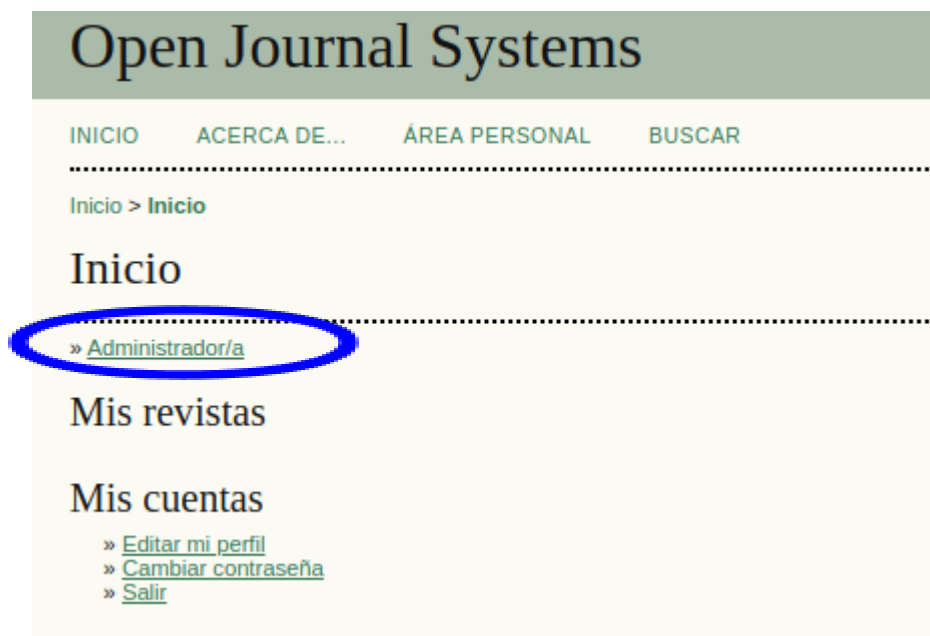 Open Journal Systems
INICIO ACERCA DE... ÁREA PERSONAL BUSCAR
Inicio > Inicio
Inicio
» Administrador/a
Mis revistas
Mis cuentas
» Editar mi perfil
» Cambiar contraseña
» Salir